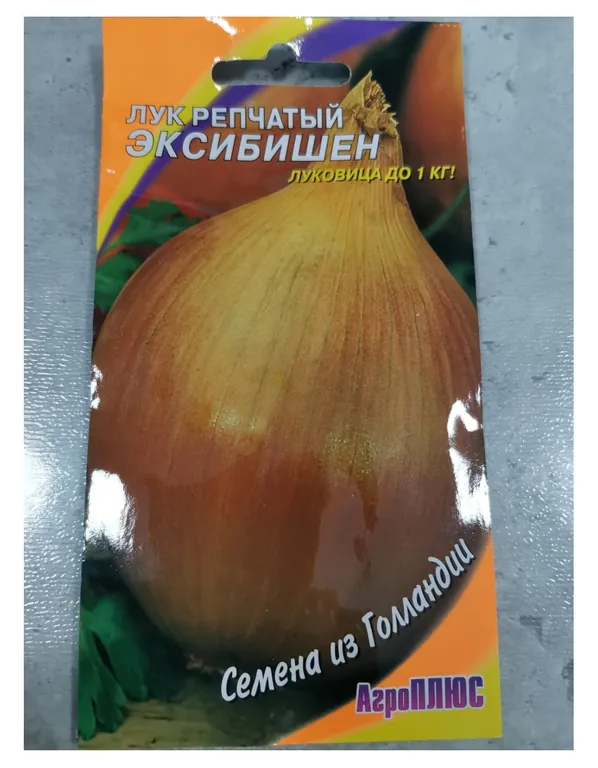 ЛУК РЕПЧАТЫЙ
ЭКСИБИШЕН
ЛУКОВИЦА ДО 1 КГ!
Семена из Голландии
АгроПЛЮС